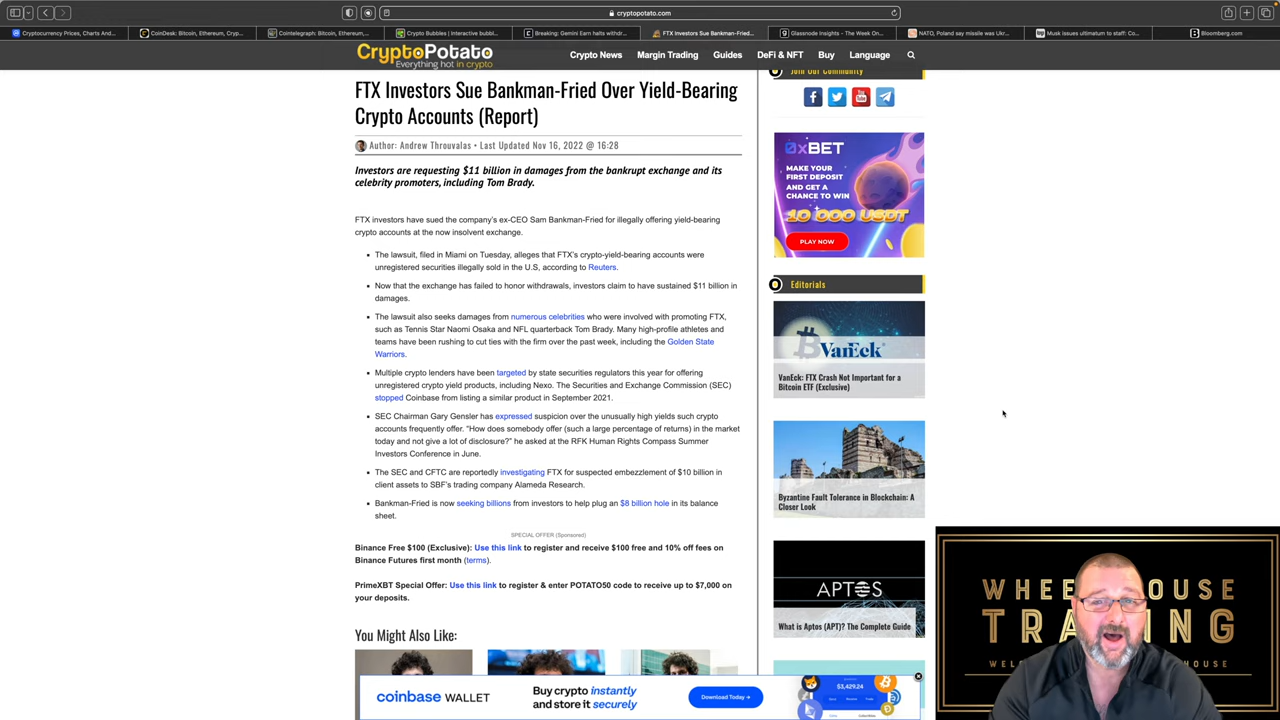 cryptopato.com
Cryptocurrency Prices, Charts And...
CoinDesk: Bitcoin, Ethereum, Cryp...
Cointelegraph: Bitcoin, Ethereum,...
Crypto Bubbles | Interactive bubbl...
Breaking: Gemini Earn halts withdr...
FTX Investors Sue Bankman-Fried...
Glassnode Insights - The Week On...
NATO, Poland say missile was Ukr...
Musk issues ultimatum to staff: Co...
Bloomberg.com
CryptoPotato
Everything hot in crypto
Crypto News
Margin Trading
Guides
DeFi & NFT
Buy
Language
FTX Investors Sue Bankman-Fried Over Yield-Bearing
Crypto Accounts (Report)
Author: Andrew Throuvalas • Last Updated Nov 16, 2022 @ 16:28
Investors are requesting $11 billion in damages from the bankrupt exchange and its
celebrity promoters, including Tom Brady.
FTX investors have sued the company's ex-CEO Sam Bankman-Fried for illegally offering yield-bearing
crypto accounts at the now insolvent exchange.
• The lawsuit, filed in Miami on Tuesday, alleges that FTX's crypto-yield-bearing accounts were
unregistered securities illegally sold in the U.S, according to Reuters.
• Now that the exchange has failed to honor withdrawals, investors claim to have sustained $11 billion in
damages.
• The lawsuit also seeks damages from numerous celebrities who were involved with promoting FTX,
such as Tennis Star Naomi Osaka and NFL quarterback Tom Brady. Many high-profile athletes and
teams have been rushing to cut ties with the firm over the past week, including the Golden State
Warriors.
• Multiple crypto lenders have been targeted by state securities regulators this year for offering
unregistered crypto yield products, including Nexo. The Securities and Exchange Commission (SEC)
stopped Coinbase from listing a similar product in September 2021.
• SEC Chairman Gary Gensler has expressed suspicion over the unusually high yields such crypto
accounts frequently offer. "How does somebody offer (such a large percentage of returns) in the market
today and not give a lot of disclosure?" he asked at the RFK Human Rights Compass Summer
Investors Conference in June.
• The SEC and CFTC are reportedly investigating FTX for suspected embezzlement of $10 billion in
client assets to SBF's trading company Alameda Research.
• Bankman-Fried is now seeking billions from investors to help plug an $8 billion hole in its balance
sheet.
SPECIAL OFFER (Sponsored)
Binance Free $100 (Exclusive): Use this link to register and receive $100 free and 10% off fees on
Binance Futures first month (terms).
PrimeXBT Special Offer: Use this link to register & enter POTATO50 code to receive up to $7,000 on
your deposits.
You Might Also Like:
Join Our Community
0xBET
MAKE YOUR
FIRST DEPOSIT
AND GET A
CHANCE TO WIN
10 000 USDT
PLAY NOW
Editorials
VanEck
VanEck: FTX Crash Not Important for a
Bitcoin ETF (Exclusive)
Byzantine Fault Tolerance in Blockchain: A
Closer Look
APTOS
What is Aptos (APT)? The Complete Guide
coinbase WALLET
Buy crypto instantly
and store it securely
Download Today →
$3,429.24
WHEE HOUSE
TRA NG
WEL HOUSE